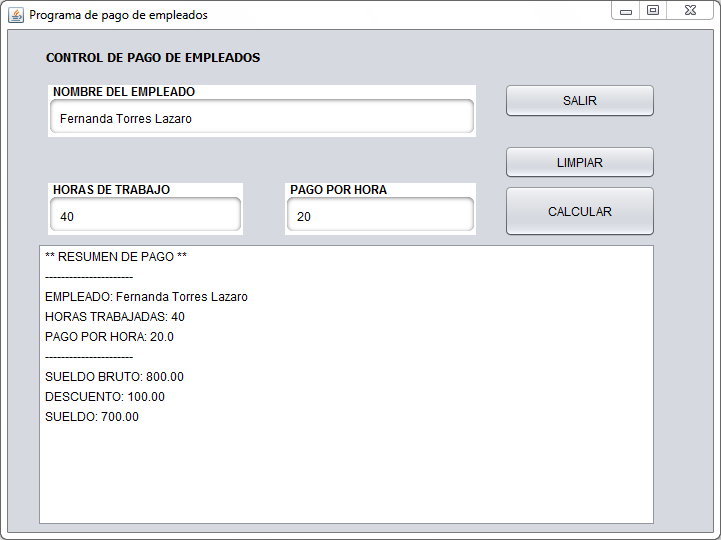 Programa de pago de empleados
CONTROL DE PAGO DE EMPLEADOS
NOMBRE DEL EMPLEADO
Fernanda Torres Lazaro
SALIR
LIMPIAR
HORAS DE TRABAJO
40
PAGO POR HORA
20
CALCULAR
** RESUMEN DE PAGO **
----------------------
EMPLEADO: Fernanda Torres Lazaro
HORAS TRABAJADAS: 40
PAGO POR HORA: 20.0
----------------------
SUELDO BRUTO: 800.00
DESCUENTO: 100.00
SUELDO: 700.00